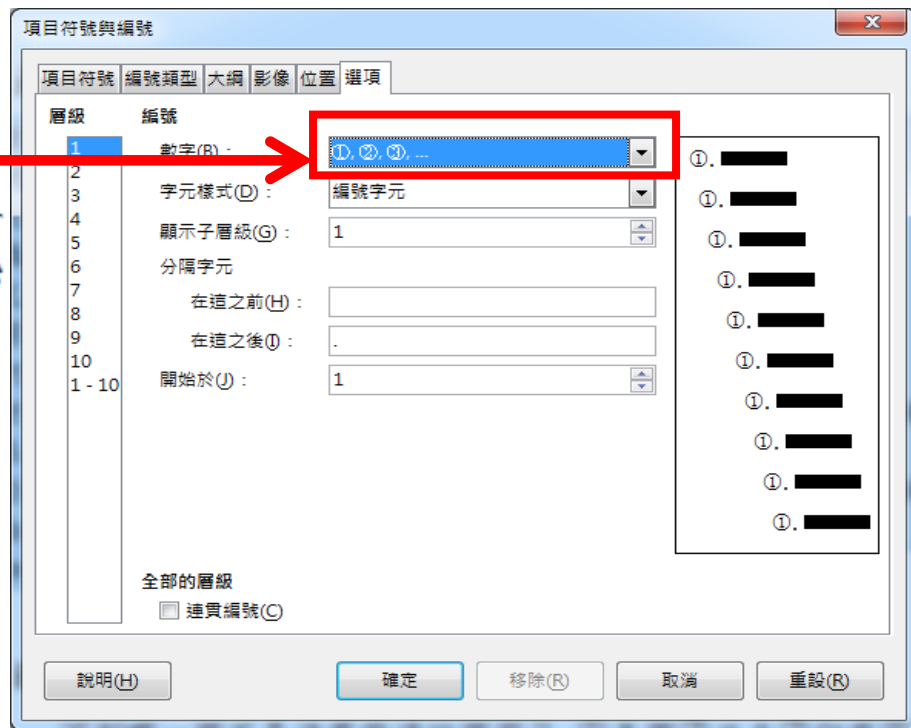 項目符號與編號
項目符號 編號類型 大綱 影像 位置 選項
層級
1
2
3
4
5
6
7
8
9
10
1 - 10
編號
數字(B)：
①, ②, ③, ...
字元樣式(D)：
編號字元
顯示子層級(G)：
1
分隔字元
在這之前(H)：
在這之後(I)：
.
開始於(J)：
1
全部的層級
連貫編號(C)
①.
①.
①.
①.
①.
①.
①.
①.
①.
①.
說明(H) 確定 移除(R) 取消 重設(R)